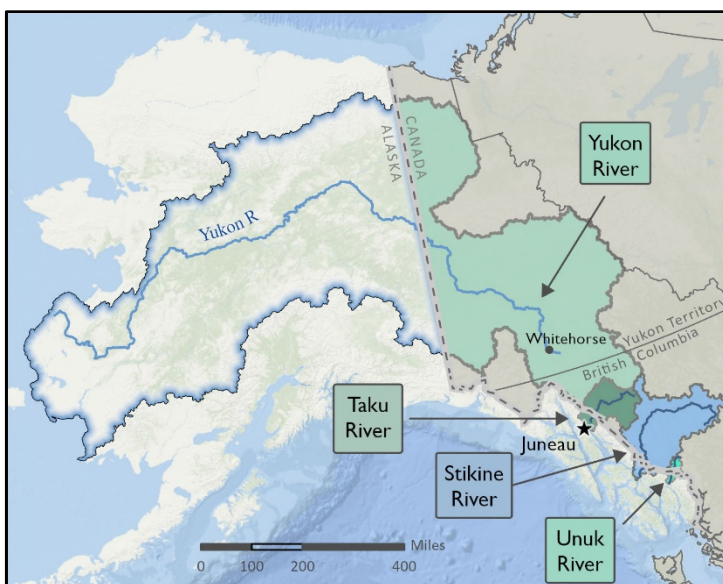 CANADA
ALASKA
Yukon
River
Yukon R
Whitehorse
Yukon Territory
British Columbia
Taku
River
Juneau
Stikine
River
Unuk
River
Miles
0 100 200 400